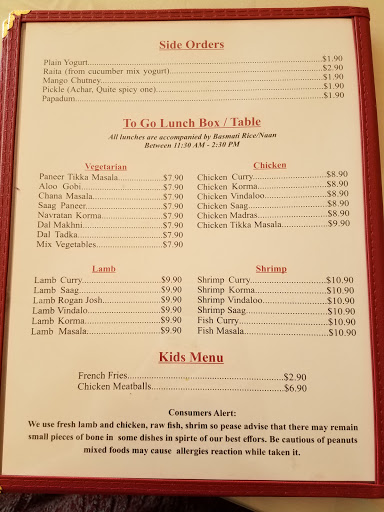 Side Orders
Plain Yogurt...$1.90
Raita (from cucumber mix yogurt)...$2.90
Mango Chutney...$1.90
Pickle (Achar, Quite spicy one)...$1.90
Papadum...$1.90
To Go Lunch Box / Table
All lunches are accompanied by Basmati Rice/Naan
Between 11:30 AM - 2:30 PM
Vegetarian
Paneer Tikka Masala...$7.90
Aloo Gobi...$7.90
Chana Masala...$7.90
Saag Paneer...$7.90
Navratan Korma...$7.90
Dal Makhni...$7.90
Dal Tadka...$7.90
Mix Vegetables...$7.90
Chicken
Chicken Curry...$8.90
Chicken Korma...$8.90
Chicken Vindaloo...$8.90
Chicken Saag...$8.90
Chicken Madras...$8.90
Chicken Tikka Masala...$9.90
Lamb
Lamb Curry...$9.90
Lamb Saag...$9.90
Lamb Rogan Josh...$9.90
Lamb Vindalo...$9.90
Lamb Korma...$9.90
Lamb Masala...$9.90
Shrimp
Shrimp Curry...$10.90
Shrimp Korma...$10.90
Shrimp Vindaloo...$10.90
Shrimp Saag...$10.90
Fish Curry...$10.90
Fish Masala...$10.90
Kids Menu
French Fries...$2.90
Chicken Meatballs...$6.90
Consumers Alert:
We use fresh lamb and chicken, raw fish, shrim so pease advise that there may remain
small pieces of bone in some dishes in spirte of our best effors. Be cautious of peanuts
mixed foods may cause allergies reaction while taken it.